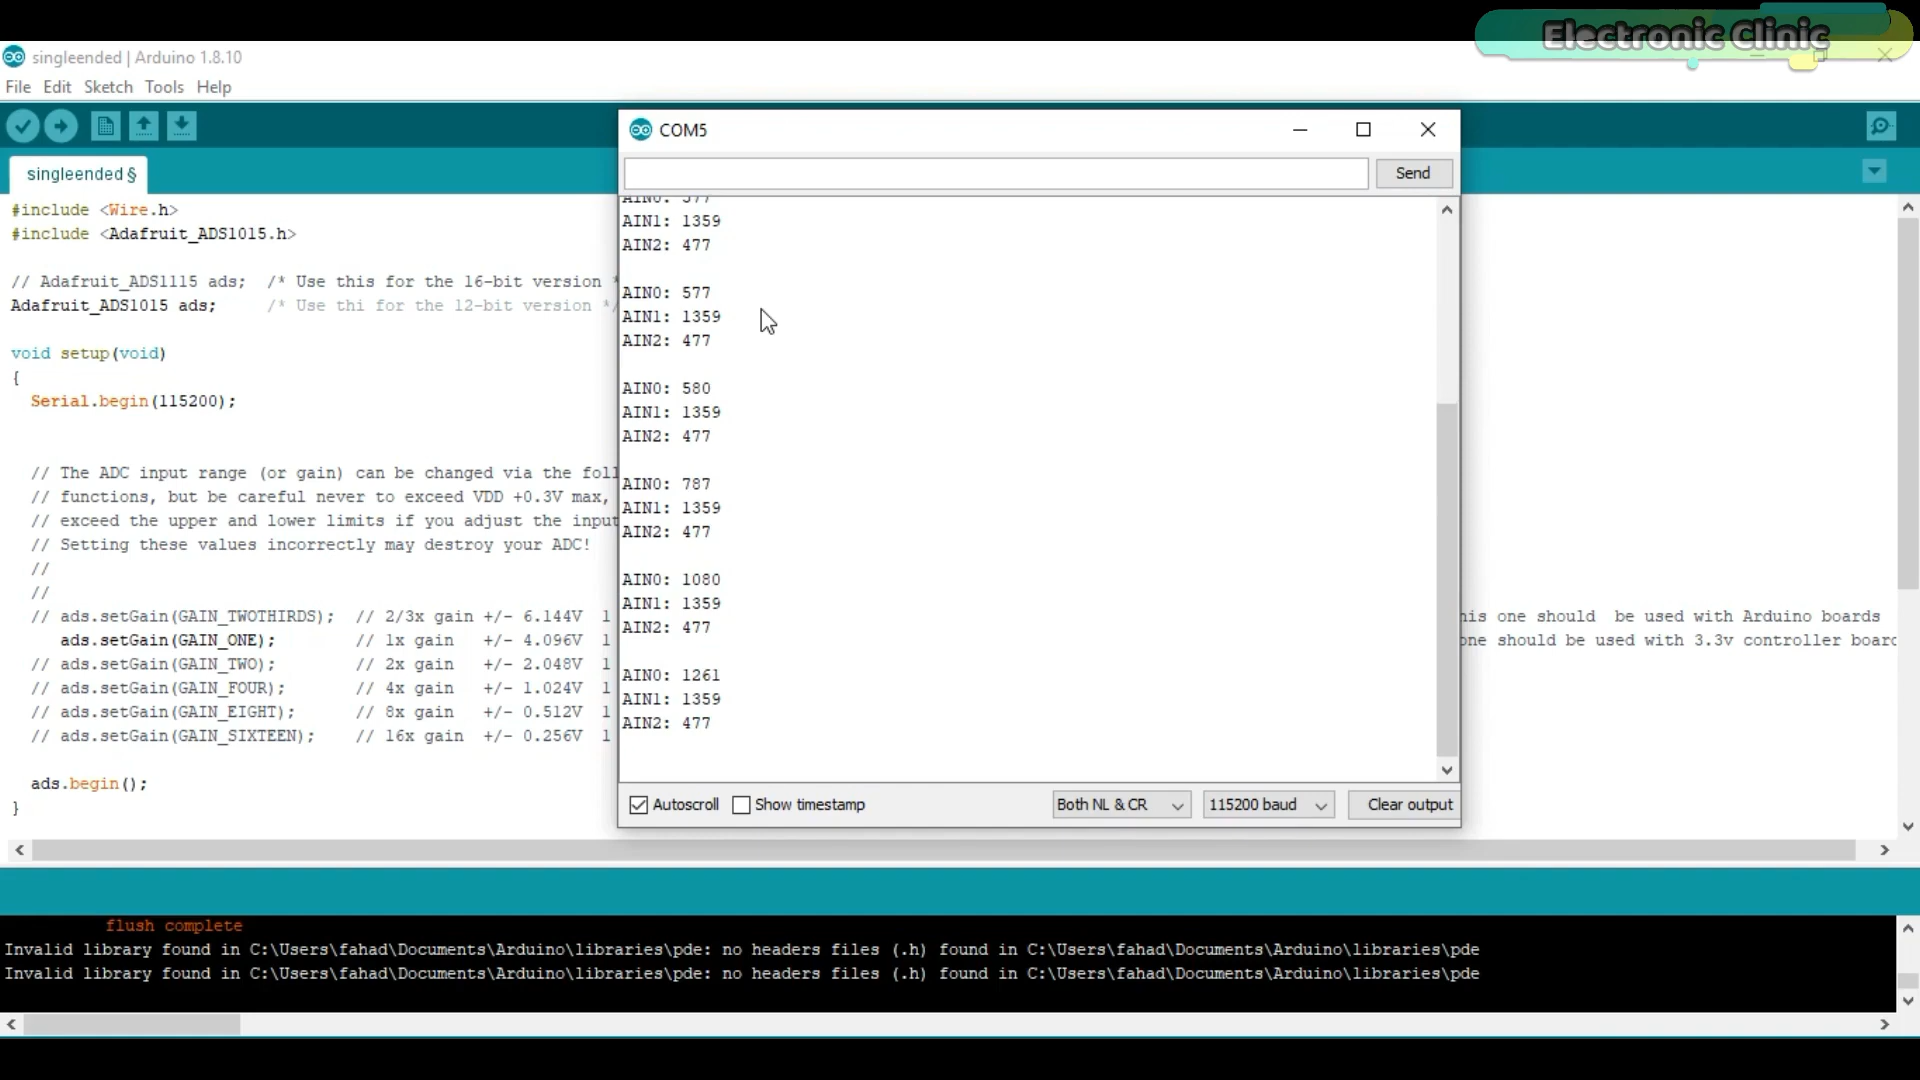 Electronic Clinic
singleended | Arduino 1.8.10
File Edit Sketch Tools Help
singleended §
#include <Wire.h>
#include <Adafruit_ADS1015.h>
// Adafruit_ADS1115 ads;  /* Use this for the 16-bit version *
Adafruit_ADS1015 ads;     /* Use thi for the 12-bit version */
void setup(void)
{
Serial.begin(115200);
// The ADC input range (or gain) can be changed via the fol
// functions, but be careful never to exceed VDD +0.3V max,
// exceed the upper and lower limits if you adjust the input
// Setting these values incorrectly may destroy your ADC!
//
//
// ads.setGain(GAIN_TWOTHIRDS);  // 2/3x gain +/- 6.144V  1
his one should  be used with Arduino boards
ads.setGain(GAIN_ONE);        // 1x gain   +/- 4.096V  1
one should be used with 3.3v controller board
// ads.setGain(GAIN_TWO);        // 2x gain   +/- 2.048V  1
// ads.setGain(GAIN_FOUR);       // 4x gain   +/- 1.024V  1
// ads.setGain(GAIN_EIGHT);      // 8x gain   +/- 0.512V  1
// ads.setGain(GAIN_SIXTEEN);    // 16x gain  +/- 0.256V  1
ads.begin();
}
COM5
Send
AIN0: 577
AIN1: 1359
AIN2: 477
AIN0: 577
AIN1: 1359
AIN2: 477
AIN0: 580
AIN1: 1359
AIN2: 477
AIN0: 787
AIN1: 1359
AIN2: 477
AIN0: 1080
AIN1: 1359
AIN2: 477
AIN0: 1261
AIN1: 1359
AIN2: 477
Autoscroll Show timestamp Both NL & CR 115200 baud Clear output
flush complete
Invalid library found in C:\Users\fahad\Documents\Arduino\libraries\pde: no headers files (.h) found in C:\Users\fahad\Documents\Arduino\libraries\pde
Invalid library found in C:\Users\fahad\Documents\Arduino\libraries\pde: no headers files (.h) found in C:\Users\fahad\Documents\Arduino\libraries\pde